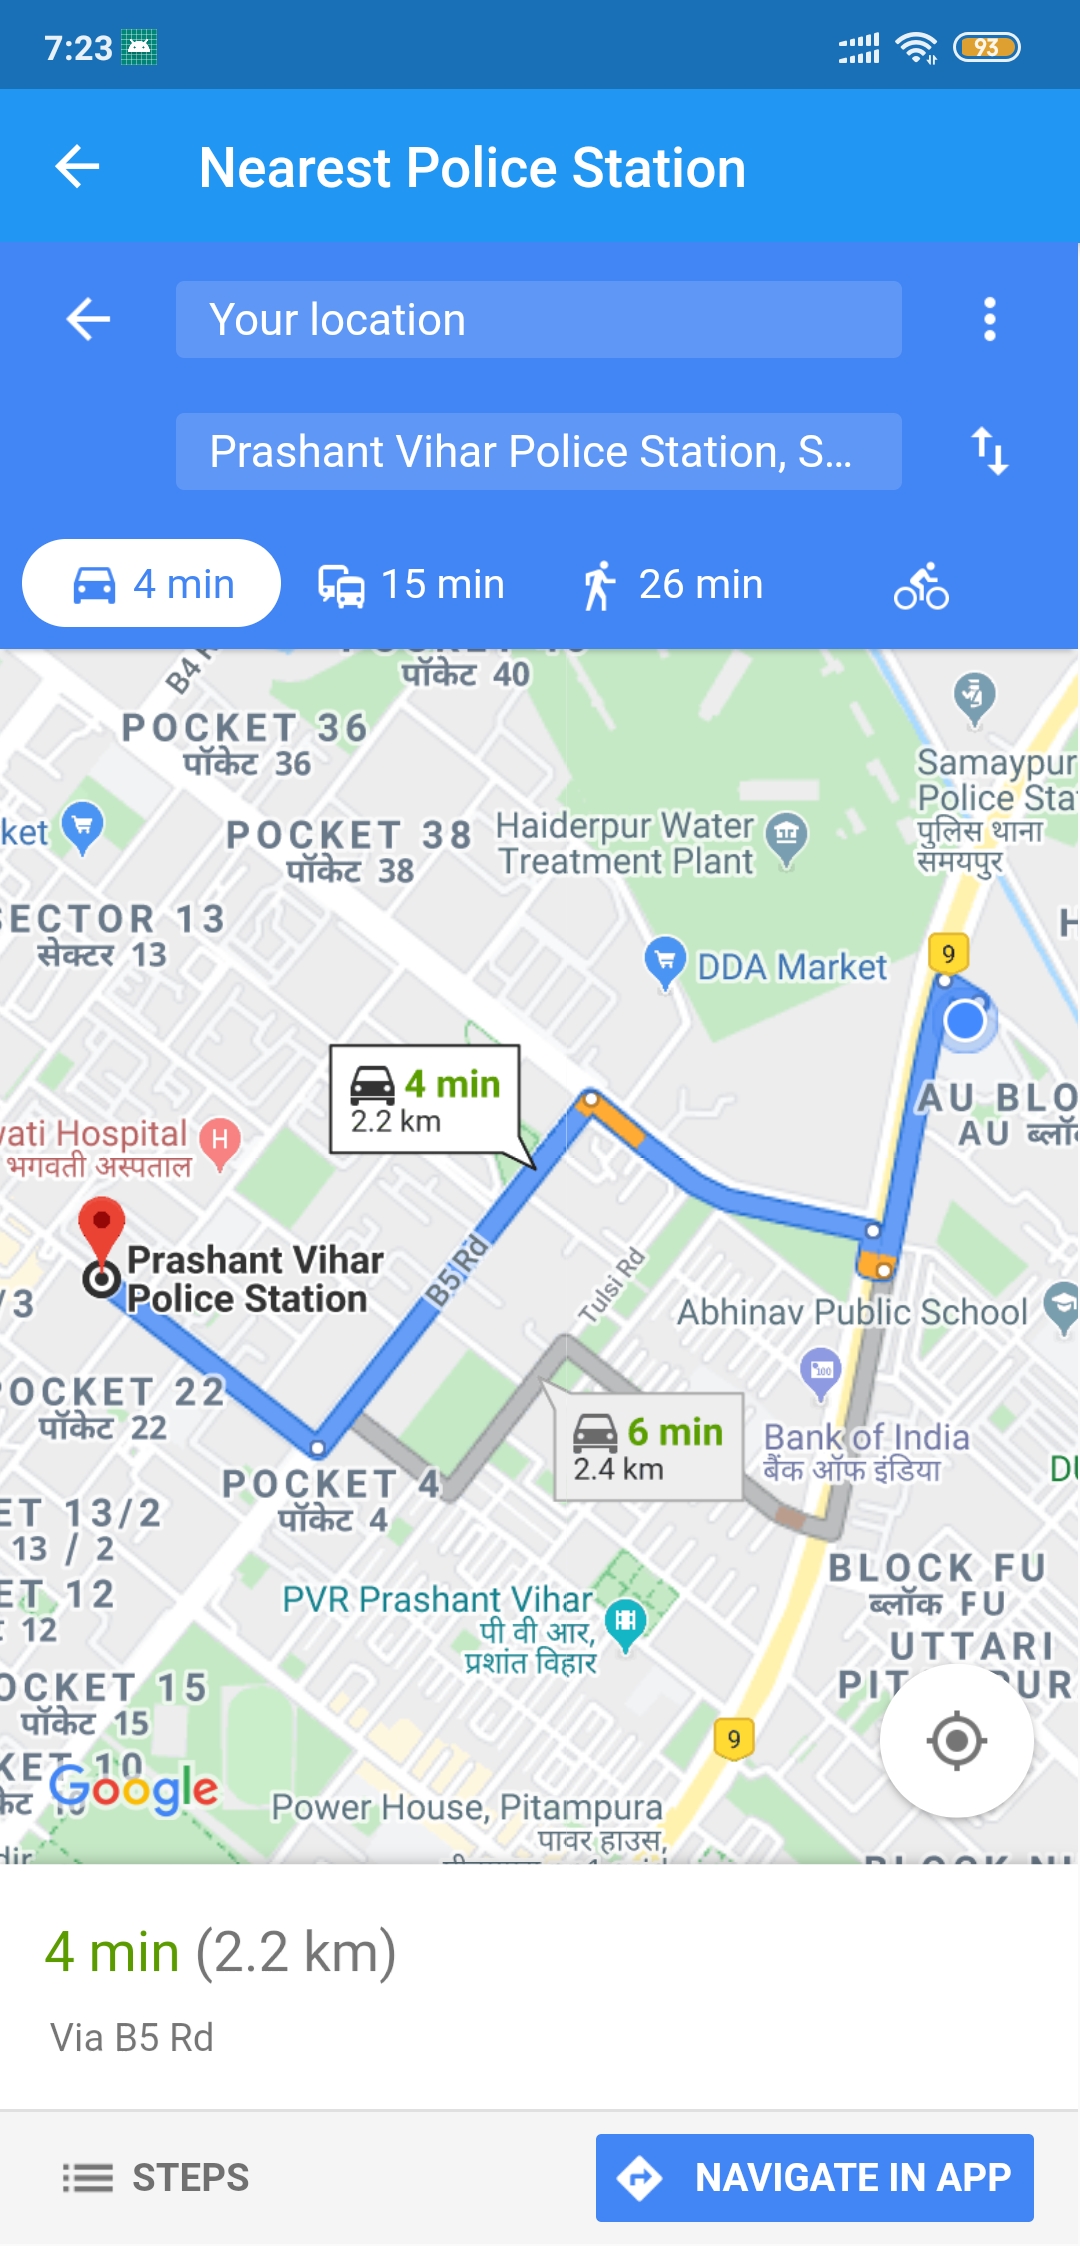 7:23
93
Nearest Police Station
Your location
Prashant Vihar Police Station, S...
4 min
15 min
26 min
पॉकेट 40
POCKET 36
पॉकेट 36
Samaypur
Police Sta
पुलिस थाना
समयपुर
ket
POCKET 38
पॉकेट 38
Haiderpur Water
Treatment Plant
SECTOR 13
सेक्टर 13
DDA Market
9
4 min
2.2 km
AU BLO
AU ब्लॉ
vati Hospital
भगवती अस्पताल
H
Prashant Vihar
Police Station
B5 Rd
Tulsi Rd
/3
Abhinav Public School
POCKET 22
पॉकेट 22
6 min
2.4 km
Bank of India
बैंक ऑफ इंडिया
POCKET 4
पॉकेट 4
ET 13/2
13 / 2
ET 12
12
BLOCK FU
ब्लॉक FU
PVR Prashant Vihar
पी वी आर,
प्रशांत विहार
UTTARI
PIT UR
OCKET 15
पॉकेट 15
9
KET 10
Google
Power House, Pitampura
पावर हाउस,
4 min (2.2 km)
Via B5 Rd
STEPS
NAVIGATE IN APP